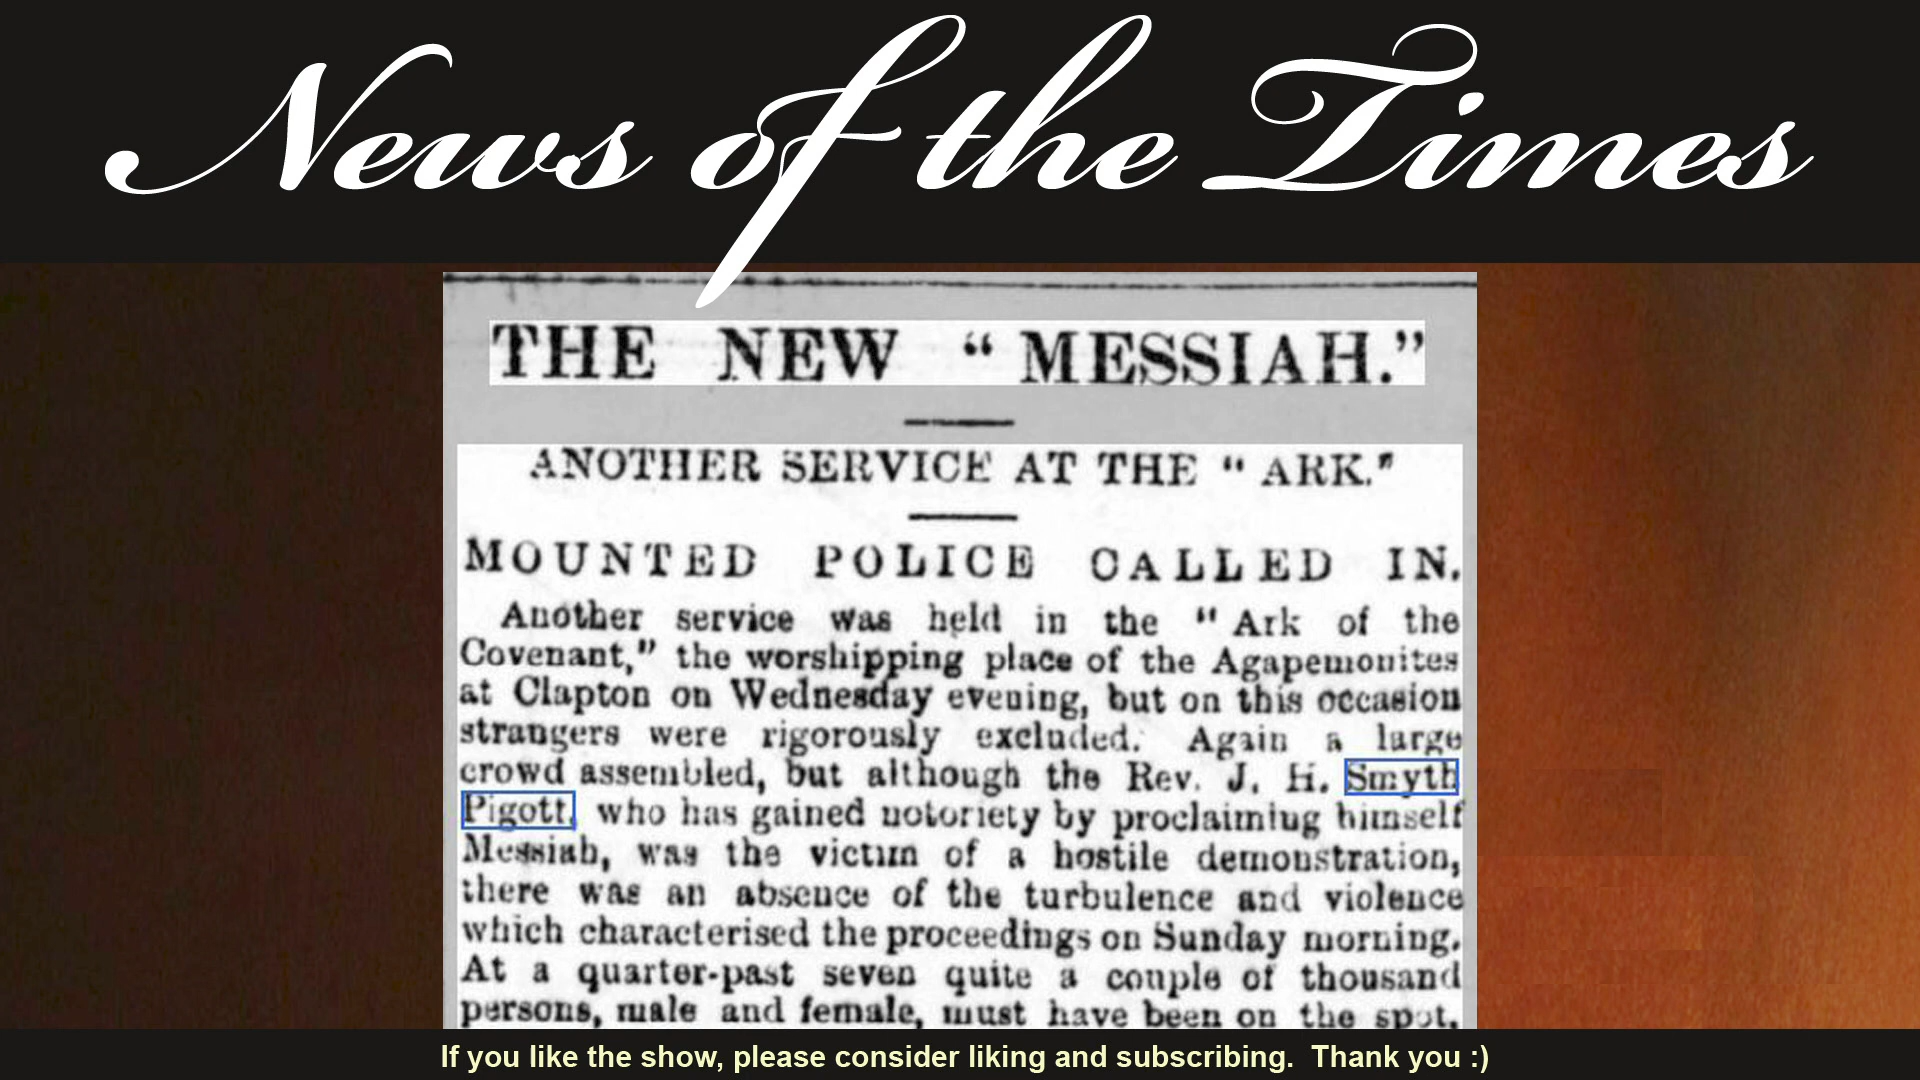 News of the Times
THE NEW “MESSIAH.”
ANOTHER SERVICE AT THE “ARK.”
MOUNTED POLICE CALLED IN.
Another service was held in the “Ark of the
Covenant,” the worshipping place of the Agapemonites
at Clapton on Wednesday evening, but on this occasion
strangers were rigorously excluded. Again a large
crowd assembled, but although the Rev. J. H. Smyth
Pigott, who has gained notoriety by proclaiming himself
Messiah, was the victim of a hostile demonstration,
there was an absence of the turbulence and violence
which characterised the proceedings on Sunday morning.
At a quarter-past seven quite a couple of thousand
persons, male and female, must have been on the spot,
If you like the show, please consider liking and subscribing. Thank you :)